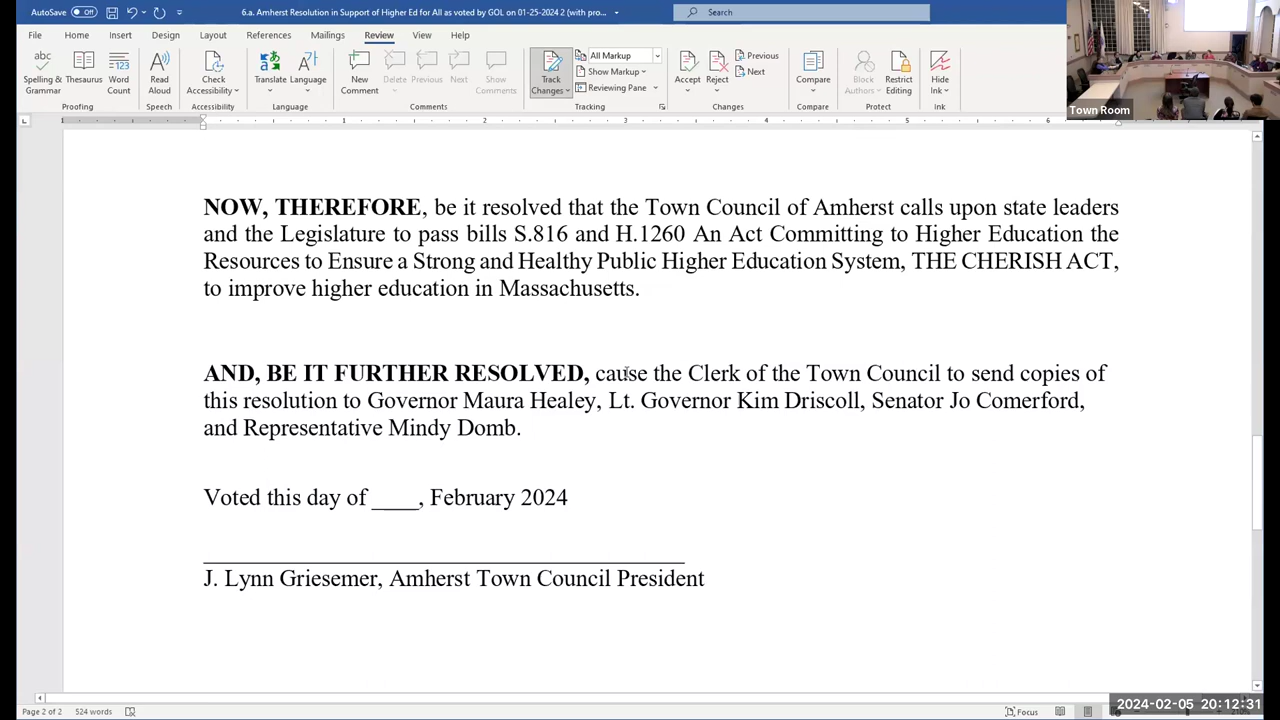 AutoSave Off 6.a. Amherst Resolution in Support of Higher Ed for All as voted by GOL on 01-25-2024 2 (with pro... Search
File Home Insert Design Layout References Mailings Review View Help
Spelling & Grammar Thesaurus Word Count Read Aloud Check Accessibility Translate Language New Comment Delete Previous Next Show Comments Track Changes All Markup Show Markup Reviewing Pane Accept Reject Previous Next Compare Block Authors Restrict Editing Hide Ink
Proofing Speech Accessibility Language Comments Tracking Changes Compare Protect Ink
Town Room
1 1 2 3 4 5 6
NOW, THEREFORE, be it resolved that the Town Council of Amherst calls upon state leaders
and the Legislature to pass bills S.816 and H.1260 An Act Committing to Higher Education the
Resources to Ensure a Strong and Healthy Public Higher Education System, THE CHERISH ACT,
to improve higher education in Massachusetts.
AND, BE IT FURTHER RESOLVED, cause the Clerk of the Town Council to send copies of
this resolution to Governor Maura Healey, Lt. Governor Kim Driscoll, Senator Jo Comerford,
and Representative Mindy Domb.
Voted this day of ____, February 2024
J. Lynn Griesemer, Amherst Town Council President
Page 2 of 2 524 words Focus
2024-02-05 20:12:31